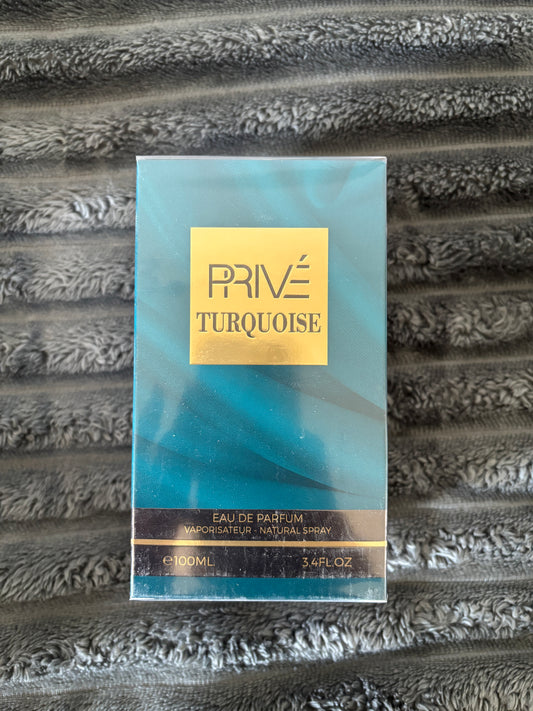 PRIVÉ
TURQUOISE
EAU DE PARFUM
VAPORISATEUR - NATURAL SPRAY
℮100ML 3.4FL.OZ